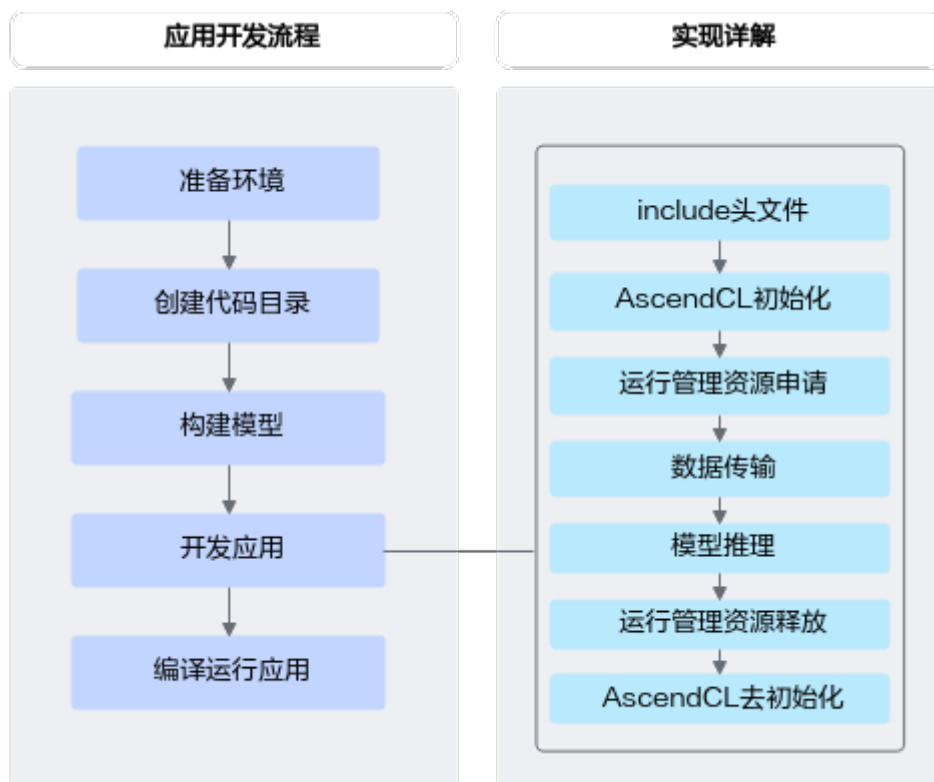 应用开发流程
准备环境
创建代码目录
构建模型
开发应用
编译运行应用
实现详解
include头文件
AscendCL初始化
运行管理资源申请
数据传输
模型推理
运行管理资源释放
AscendCL去初始化